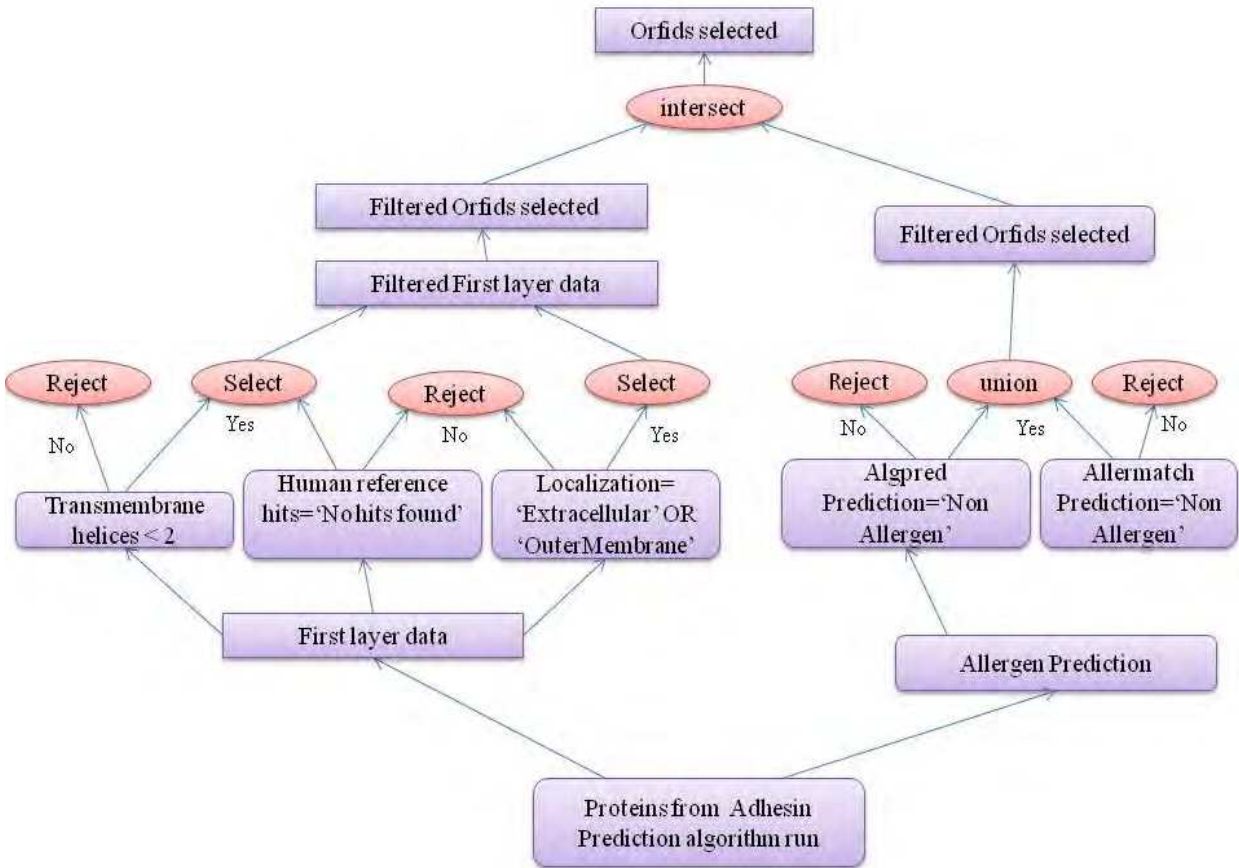 Orfids selected
intersect
Filtered Orfids selected
Filtered Orfids selected
Filtered First layer data
Reject
Select
Reject
Select
Reject
union
Reject
No
Yes
No
Yes
No
Yes
No
Transmembrane
helices < 2
Human reference
hits=‘No hits found’
Localization=
‘Extracellular’ OR
‘OuterMembrane’
Algpred
Prediction=‘Non
Allergen’
Allermatch
Prediction=‘Non
Allergen’
First layer data
Allergen Prediction
Proteins from Adhesin
Prediction algorithm run